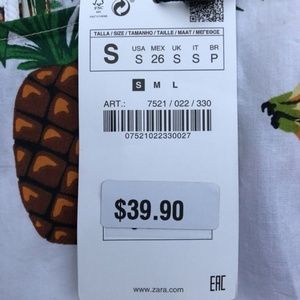 TALLA / SIZE / TAMANHO / TAILLE / MAAT / ΜΕΓΕΘΟΣ
S USA S MEX 26 UK S IT S BR P
S M L
ART.: 7521 / 022 / 330
07521022330027
$39.90
www.zara.com
EAC